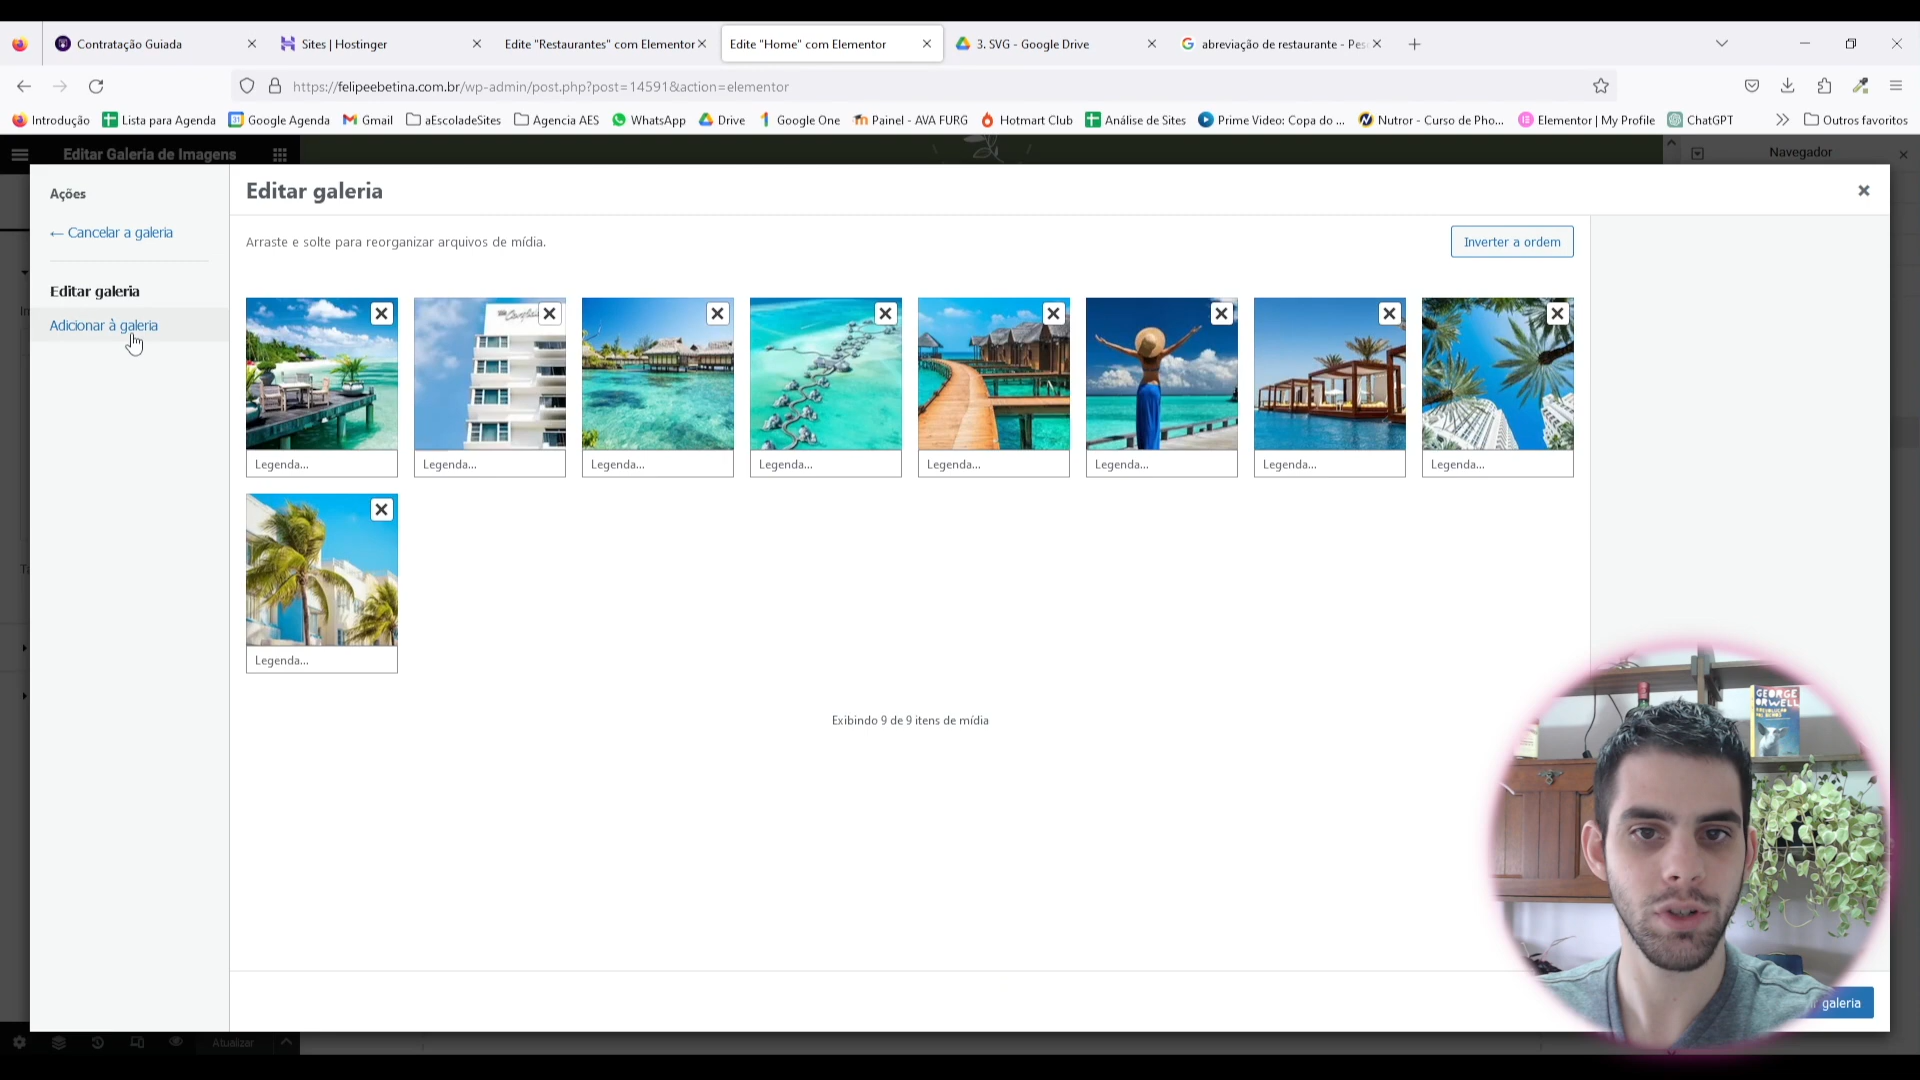 Contratação Guiada
Sites | Hostinger
Edite "Restaurantes" com Elementor
Edite "Home" com Elementor
3. SVG - Google Drive
abreviação de restaurante - Pes
https://felipeebetina.com.br/wp-admin/post.php?post=14591&action=elementor
Introdução
Lista para Agenda
Google Agenda
Gmail
aEscoladeSites
Agencia AES
WhatsApp
Drive
Google One
Painel - AVA FURG
Hotmart Club
Análise de Sites
Prime Video: Copa do ...
Nutror - Curso de Pho...
Elementor | My Profile
ChatGPT
Outros favoritos
Editar Galeria de Imagens
Navegador
Ações
← Cancelar a galeria
Editar galeria
Adicionar à galeria
Editar galeria
Arraste e solte para reorganizar arquivos de mídia.
Inverter a ordem
Legenda...
Legenda...
Legenda...
Legenda...
Legenda...
Legenda...
Legenda...
Legenda...
Legenda...
Exibindo 9 de 9 itens de mídia
GEORGE
ORWELL
galeria
Atualizar